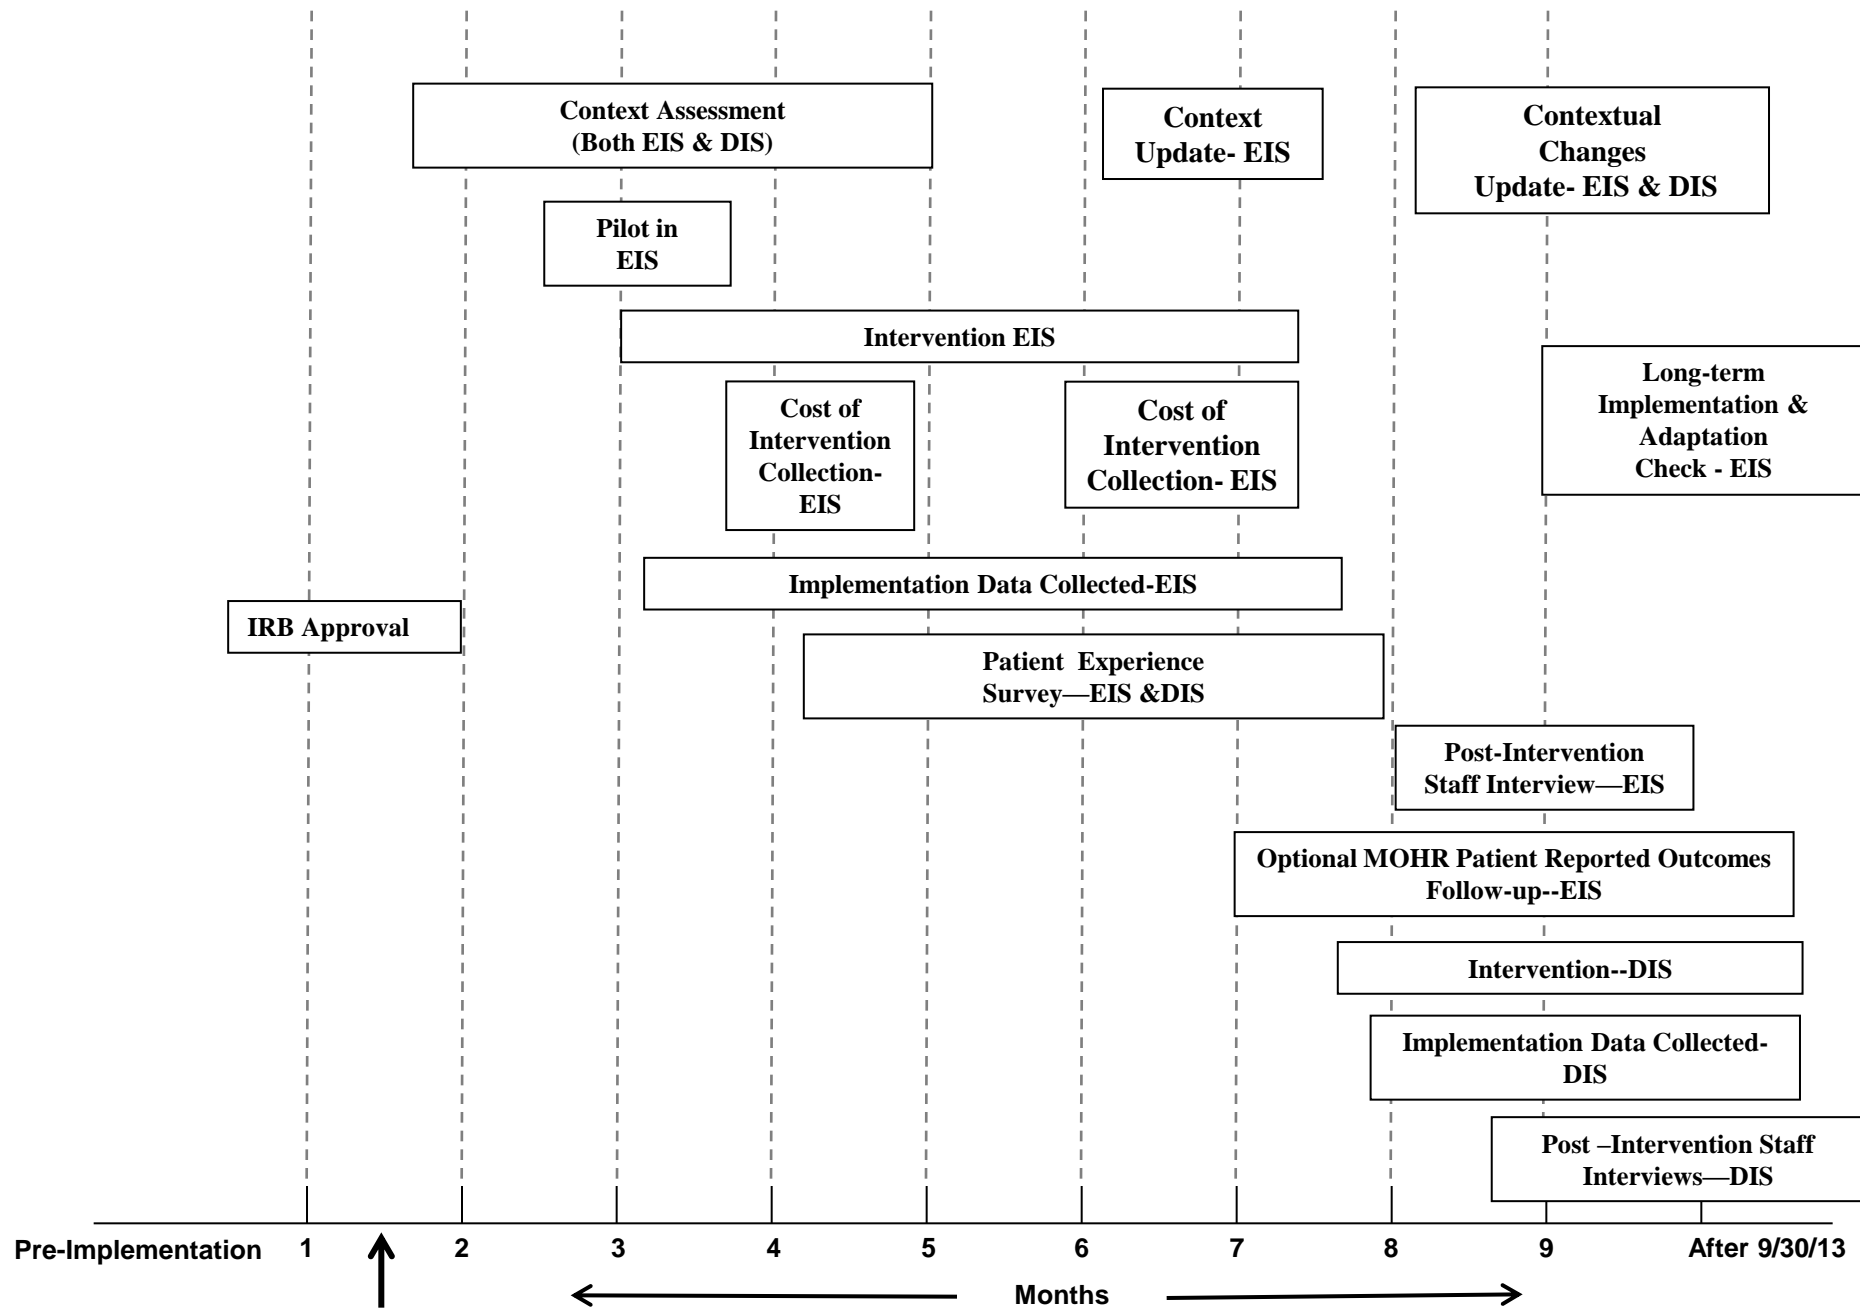 Context Assessment
(Both EIS & DIS)
Context
Update- EIS
Contextual
Changes
Update- EIS & DIS
Pilot in
EIS
Intervention EIS
Long-term
Implementation &
Adaptation
Check - EIS
Cost of
Intervention
Collection-
EIS
Cost of
Intervention
Collection- EIS
Implementation Data Collected-EIS
IRB Approval
Patient Experience
Survey—EIS &DIS
Post-Intervention
Staff Interview—EIS
Optional MOHR Patient Reported Outcomes
Follow-up--EIS
Intervention--DIS
Implementation Data Collected-
DIS
Post –Intervention Staff
Interviews—DIS
Pre-Implementation 1 2 3 4 5 6 7 8 9 After 9/30/13
Months